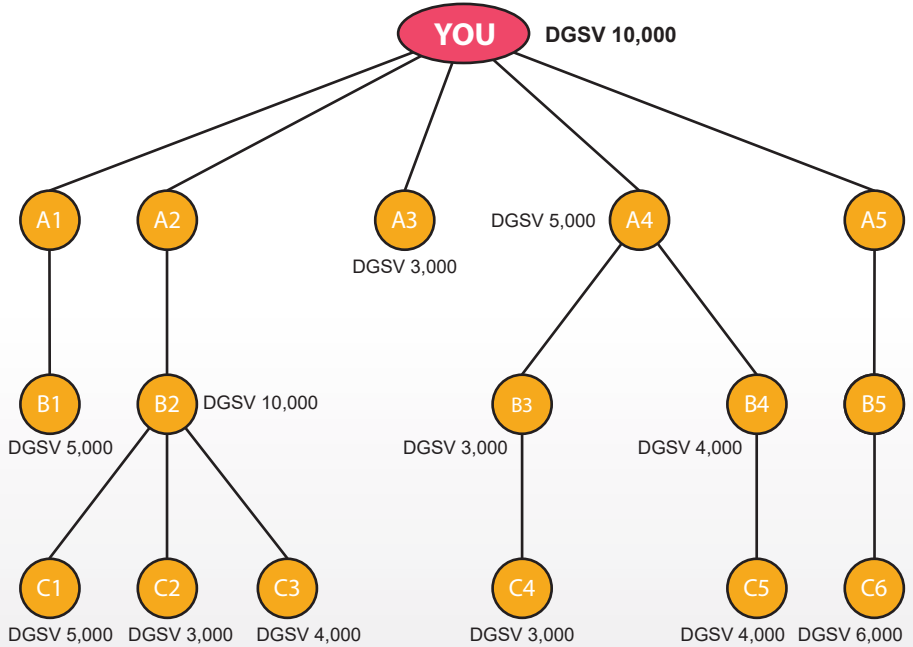 YOU
DGSV 10,000
A1
A2
A3
DGSV 5,000
A4
A5
DGSV 3,000
B1
B2
DGSV 10,000
B3
B4
B5
DGSV 5,000
DGSV 3,000
DGSV 4,000
C1
C2
C3
C4
C5
C6
DGSV 5,000
DGSV 3,000
DGSV 4,000
DGSV 3,000
DGSV 4,000
DGSV 6,000